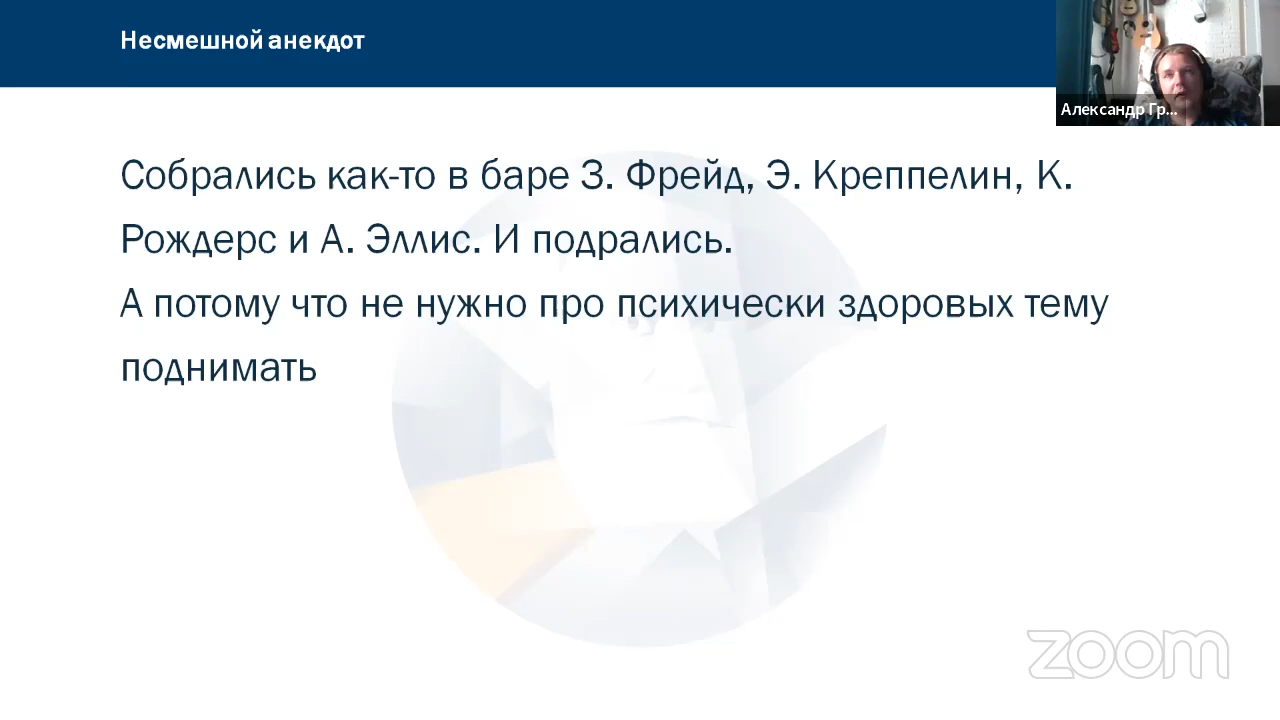 Несмешной анекдот
Александр Гр...
Собрались как-то в баре З. Фрейд, Э. Креппелин, К.
Рождерс и А. Эллис. И подрались.
А потому что не нужно про психически здоровых тему
поднимать
zoom